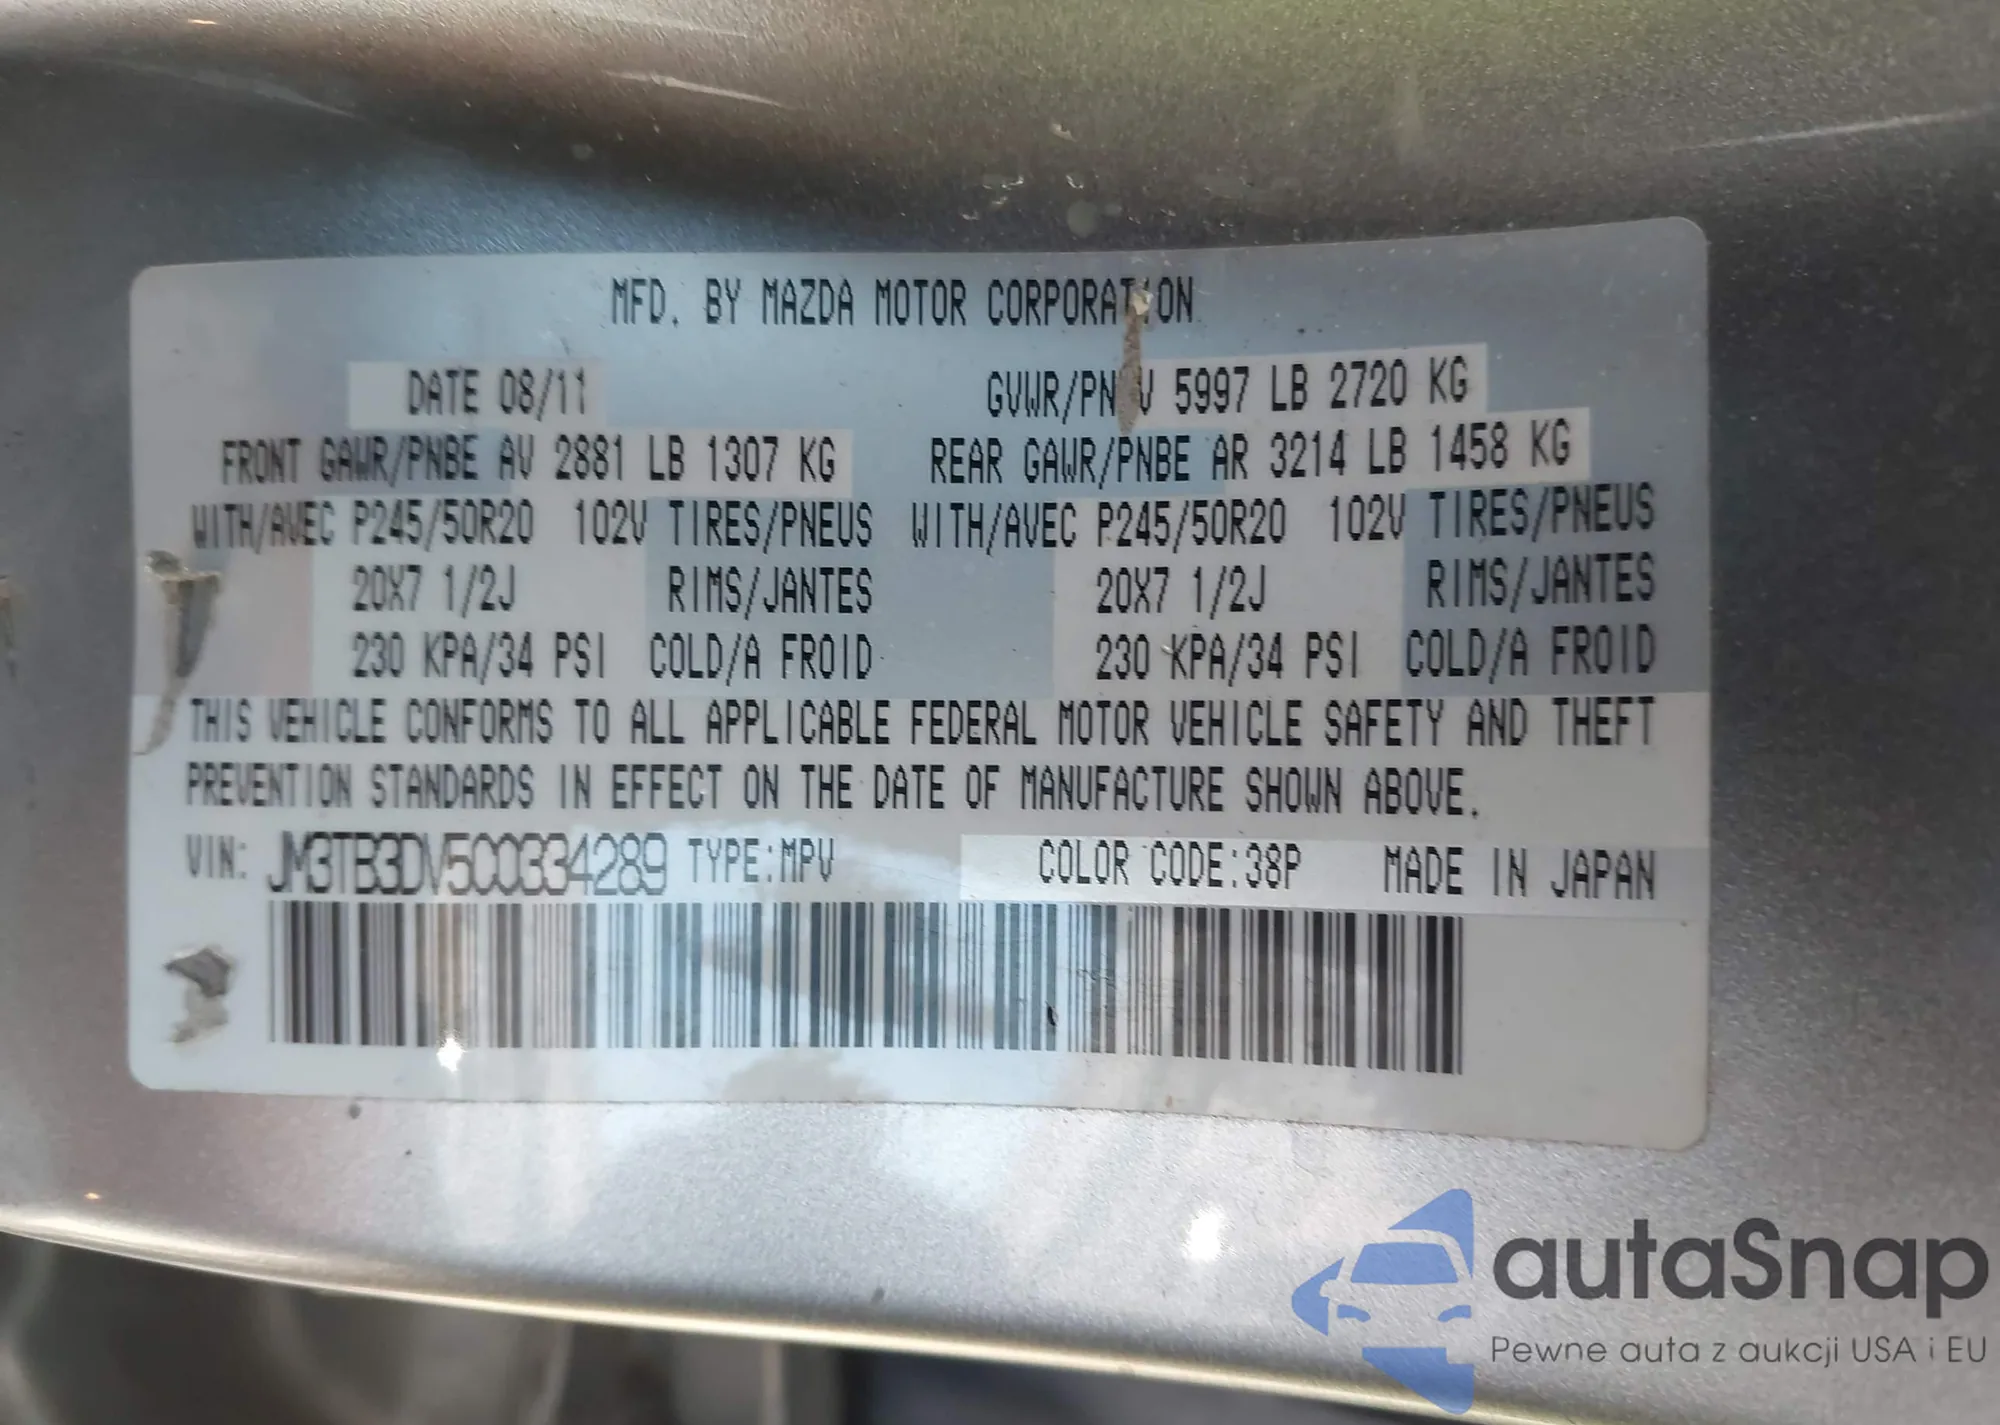 MFD. BY MAZDA MOTOR CORPORATION
DATE 08/11 GVWR/PNBV 5997 LB 2720 KG
FRONT GAWR/PNBE AV 2881 LB 1307 KG REAR GAWR/PNBE AR 3214 LB 1458 KG
WITH/AVEC P245/50R20 102V TIRES/PNEUS WITH/AVEC P245/50R20 102V TIRES/PNEUS
20X7 1/2J RIMS/JANTES 20X7 1/2J RIMS/JANTES
230 KPA/34 PSI COLD/A FROID 230 KPA/34 PSI COLD/A FROID
THIS VEHICLE CONFORMS TO ALL APPLICABLE FEDERAL MOTOR VEHICLE SAFETY AND THEFT
PREVENTION STANDARDS IN EFFECT ON THE DATE OF MANUFACTURE SHOWN ABOVE.
VIN: JM3TB3DV5C0334289 TYPE:MPV COLOR CODE:38P MADE IN JAPAN
autaSnap
Pewne auta z aukcji USA i EU